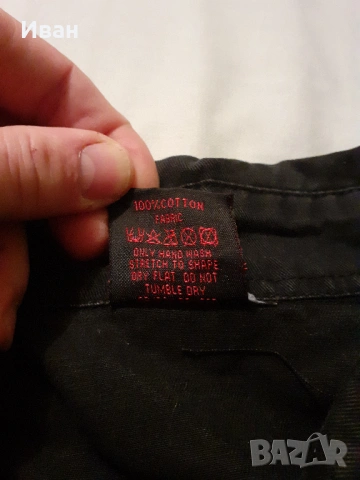 Иван
100%COTTON
FABRIC
ONLY HAND WASH
STRETCH TO SHAPE
DRY FLAT DO NOT
TUMBLE DRY
BAZAR